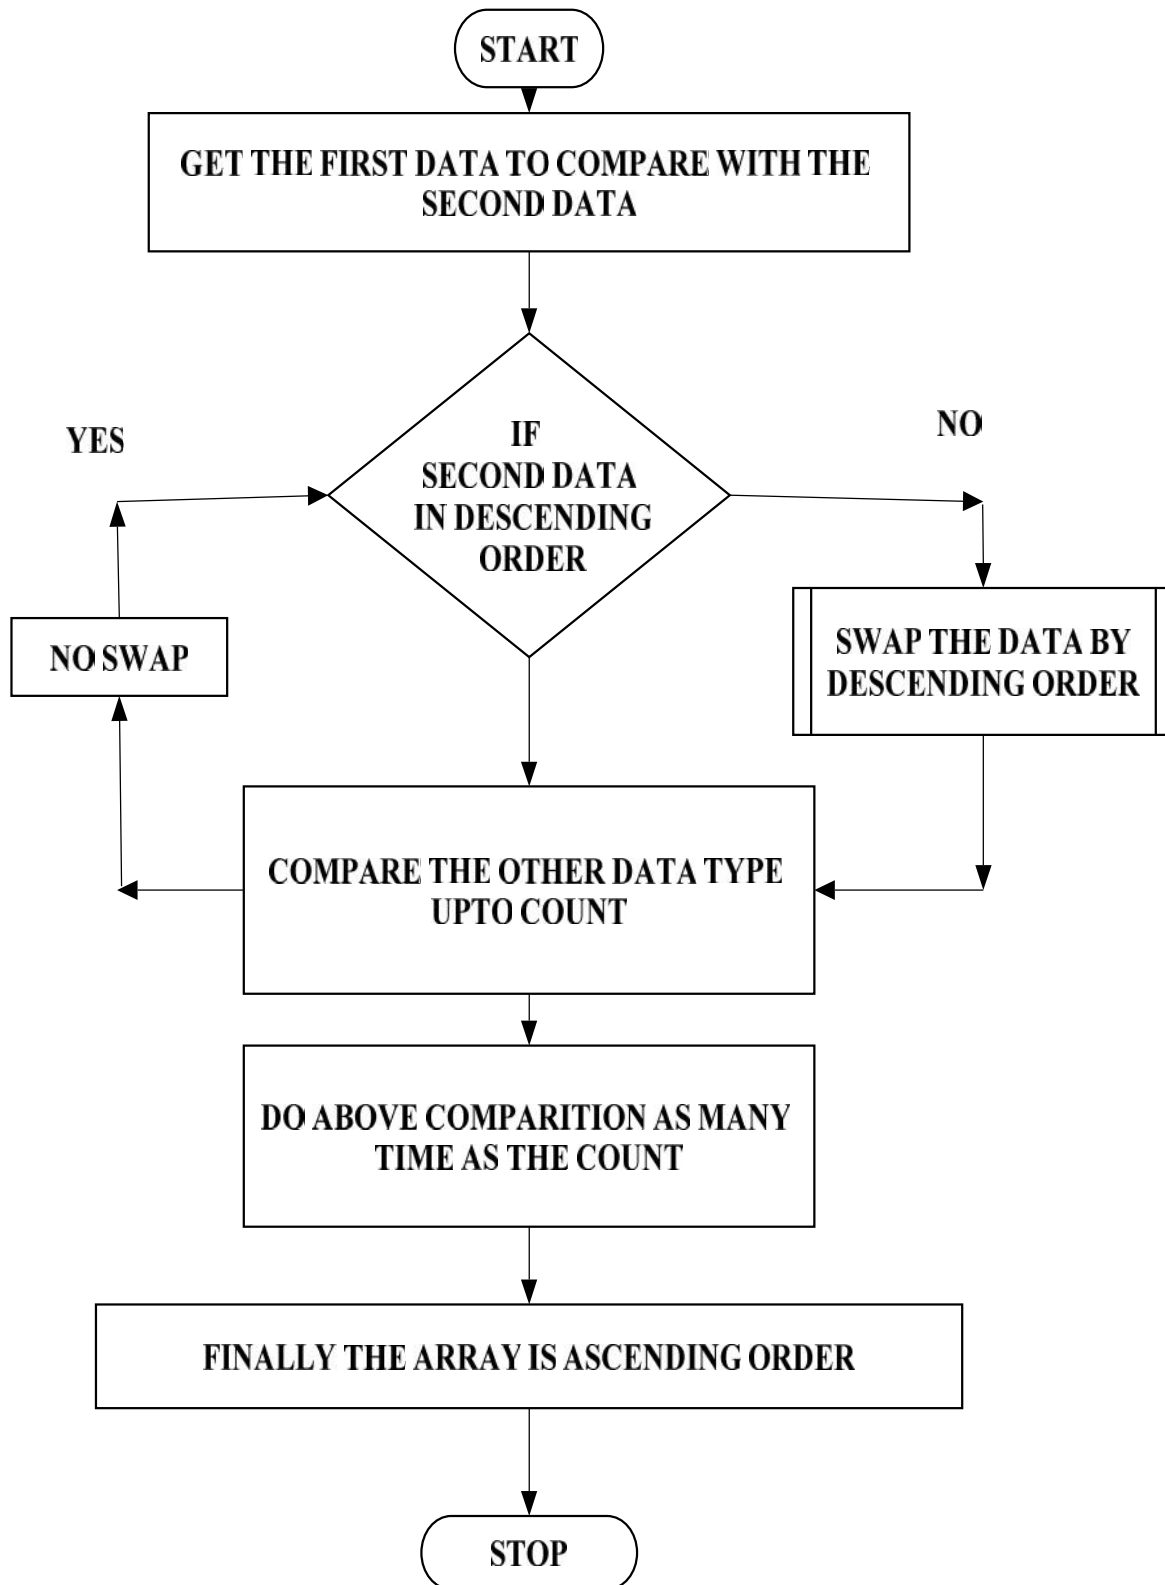 START
GET THE FIRST DATA TO COMPARE WITH THE
SECOND DATA
IF
SECOND DATA
IN DESCENDING
ORDER
YES
NO
NO SWAP
SWAP THE DATA BY
DESCENDING ORDER
COMPARE THE OTHER DATA TYPE
UPTO COUNT
DO ABOVE COMPARITION AS MANY
TIME AS THE COUNT
FINALLY THE ARRAY IS ASCENDING ORDER
STOP